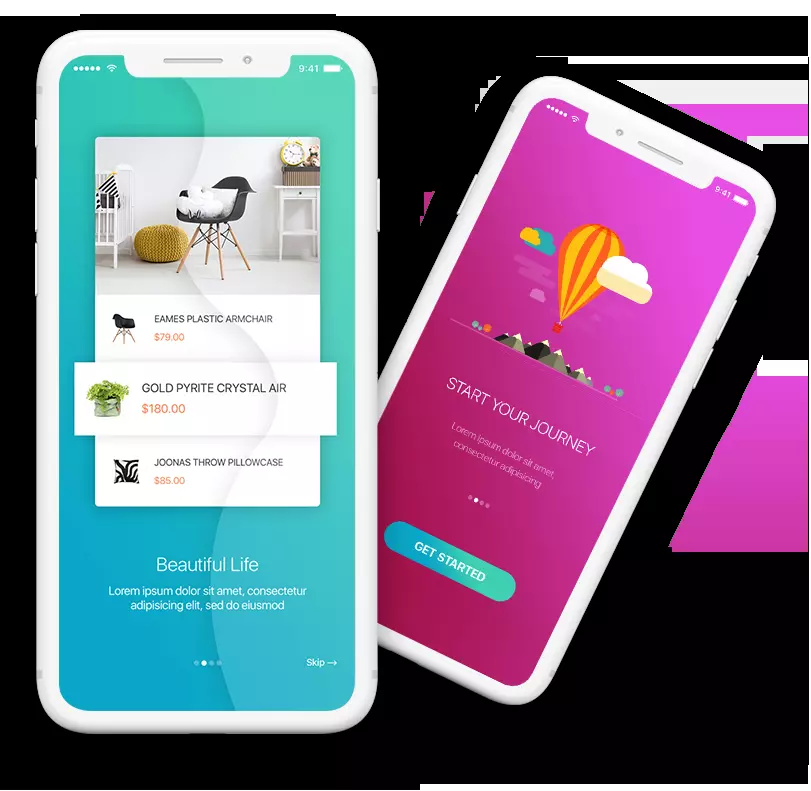 9:41
EAMES PLASTIC ARMCHAIR
$79.00
GOLD PYRITE CRYSTAL AIR
$180.00
JOONAS THROW PILLOWCASE
$85.00
Beautiful Life
Lorem ipsum dolor sit amet, consectetur
adipisicing elit, sed do eiusmod
Skip →
9:41
START YOUR JOURNEY
Lorem ipsum dolor sit amet,
consectetur adipisicing
GET STARTED